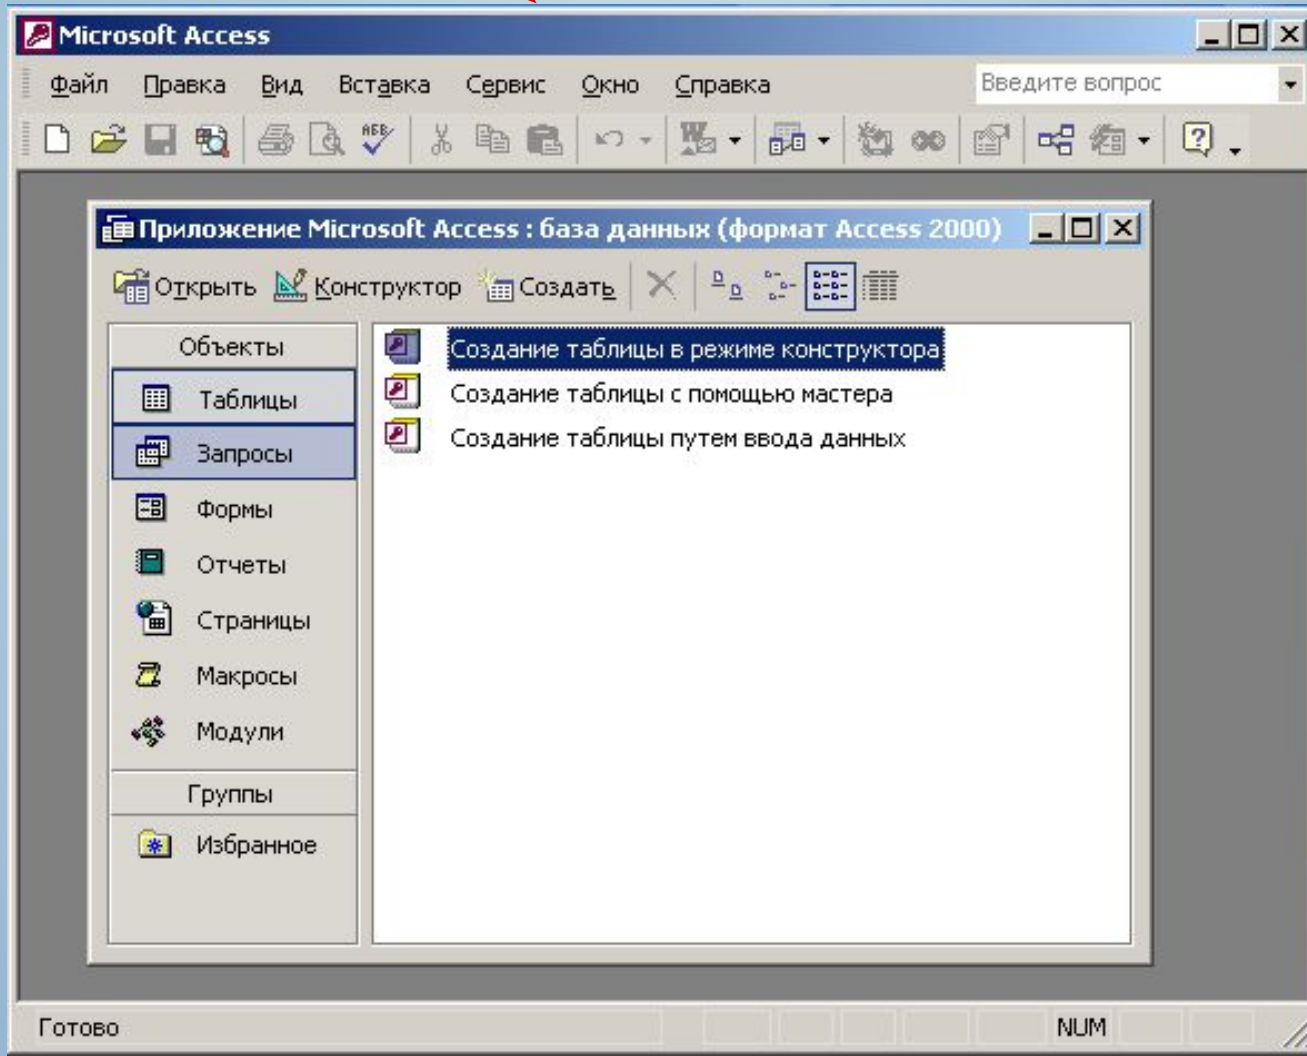 Microsoft Access
Файл Правка Вид Вставка Сервис Окно Справка Введите вопрос
Приложение Microsoft Access : база данных (формат Access 2000)
Открыть Конструктор Создать
Объекты
Таблицы
Запросы
Формы
Отчеты
Страницы
Макросы
Модули
Группы
Избранное
Создание таблицы в режиме конструктора
Создание таблицы с помощью мастера
Создание таблицы путем ввода данных
Готово NUM